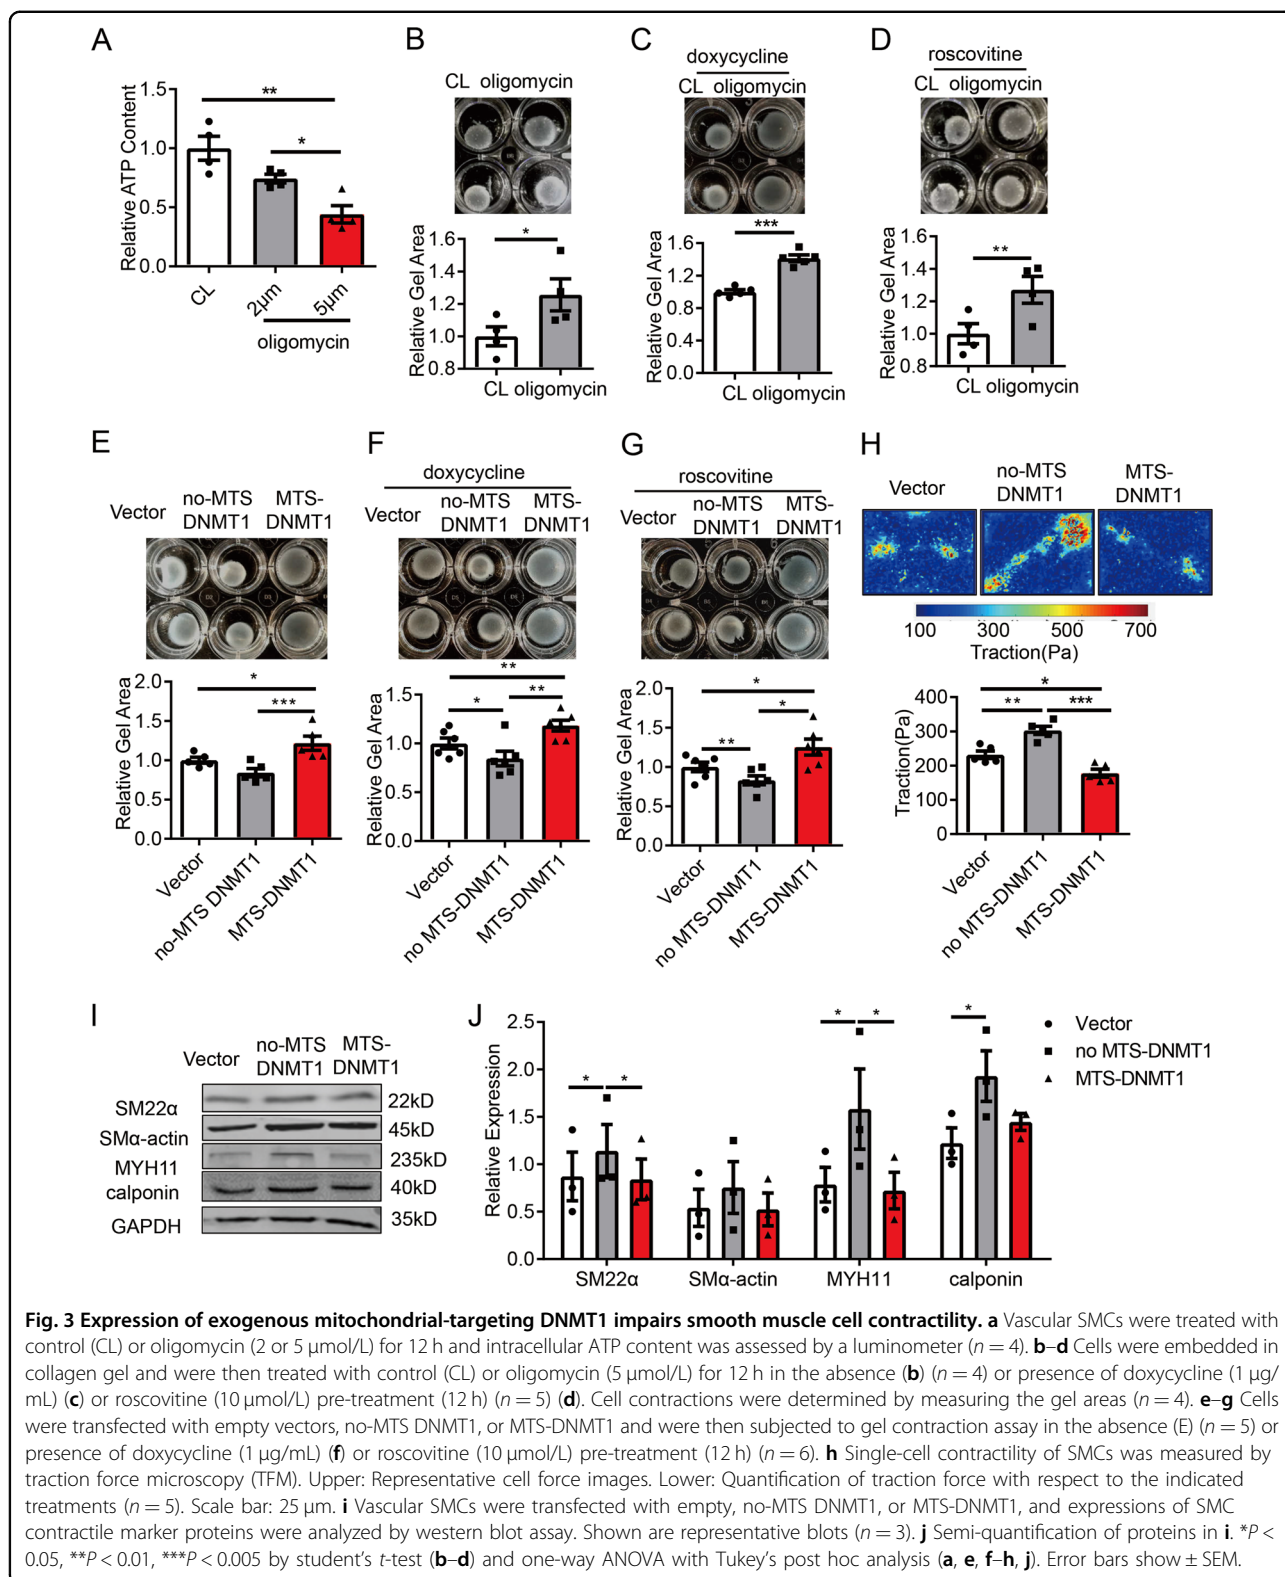 A
Relative ATP Content
1.5
1.0
0.5
0.0
**
*
CL
2μm
5μm
oligomycin
B
CL oligomycin
Relative Gel Area
1.6
1.4
1.2
1.0
0.8
*
CL oligomycin
C
doxycycline
CL oligomycin
Relative Gel Area
1.6
1.2
0.8
0.4
0.0
***
CL oligomycin
D
roscovitine
CL oligomycin
Relative Gel Area
1.6
1.4
1.2
1.0
0.8
**
CL oligomycin
E
Vector
no-MTS
DNMT1
MTS-
DNMT1
Relative Gel Area
2.0
1.5
1.0
0.5
0.0
*
***
Vector
no-MTS DNMT1
MTS-DNMT1
F
doxycycline
Vector
no-MTS
DNMT1
MTS-
DNMT1
Relative Gel Area
1.5
1.0
0.5
0.0
**
*
**
Vector
no MTS-DNMT1
MTS-DNMT1
G
roscovitine
Vector
no-MTS
DNMT1
MTS-
DNMT1
Relative Gel Area
2.0
1.5
1.0
0.5
0.0
*
**
*
Vector
no MTS-DNMT1
MTS-DNMT1
H
Vector
no-MTS
DNMT1
MTS-
DNMT1
100 300 500 700
Traction(Pa)
Traction(Pa)
400
300
200
100
0
*
**
***
Vector
no MTS-DNMT1
MTS-DNMT1
I
Vector
no-MTS
DNMT1
MTS-
DNMT1
SM22α 22kD
SMα-actin 45kD
MYH11 235kD
calponin 40kD
GAPDH 35kD
J
Relative Expression
2.5
2.0
1.5
1.0
0.5
0.0
*
*
*
*
*
SM22α SMα-actin MYH11 calponin
Vector
no MTS-DNMT1
MTS-DNMT1
Fig. 3 Expression of exogenous mitochondrial-targeting DNMT1 impairs smooth muscle cell contractility. a Vascular SMCs were treated with
control (CL) or oligomycin (2 or 5 μmol/L) for 12 h and intracellular ATP content was assessed by a luminometer (n = 4). b–d Cells were embedded in
collagen gel and were then treated with control (CL) or oligomycin (5 μmol/L) for 12 h in the absence (b) (n = 4) or presence of doxycycline (1 μg/
mL) (c) or roscovitine (10 μmol/L) pre-treatment (12 h) (n = 5) (d). Cell contractions were determined by measuring the gel areas (n = 4). e–g Cells
were transfected with empty vectors, no-MTS DNMT1, or MTS-DNMT1 and were then subjected to gel contraction assay in the absence (E) (n = 5) or
presence of doxycycline (1 μg/mL) (f) or roscovitine (10 μmol/L) pre-treatment (12 h) (n = 6). h Single-cell contractility of SMCs was measured by
traction force microscopy (TFM). Upper: Representative cell force images. Lower: Quantification of traction force with respect to the indicated
treatments (n = 5). Scale bar: 25 μm. i Vascular SMCs were transfected with empty, no-MTS DNMT1, or MTS-DNMT1, and expressions of SMC
contractile marker proteins were analyzed by western blot assay. Shown are representative blots (n = 3). j Semi-quantification of proteins in i. *P <
0.05, **P < 0.01, ***P < 0.005 by student's t-test (b–d) and one-way ANOVA with Tukey's post hoc analysis (a, e, f–h, j). Error bars show ± SEM.